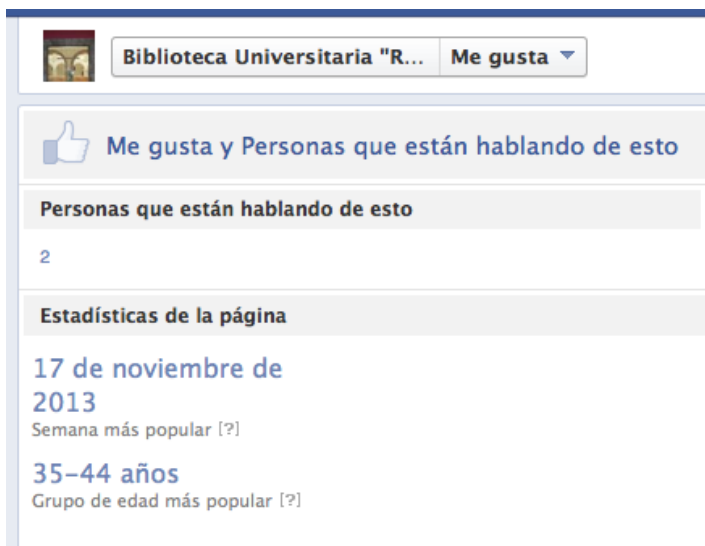 Biblioteca Universitaria "R... Me gusta
Me gusta y Personas que están hablando de esto
Personas que están hablando de esto
2
Estadísticas de la página
17 de noviembre de
2013
Semana más popular [?]
35-44 años
Grupo de edad más popular [?]